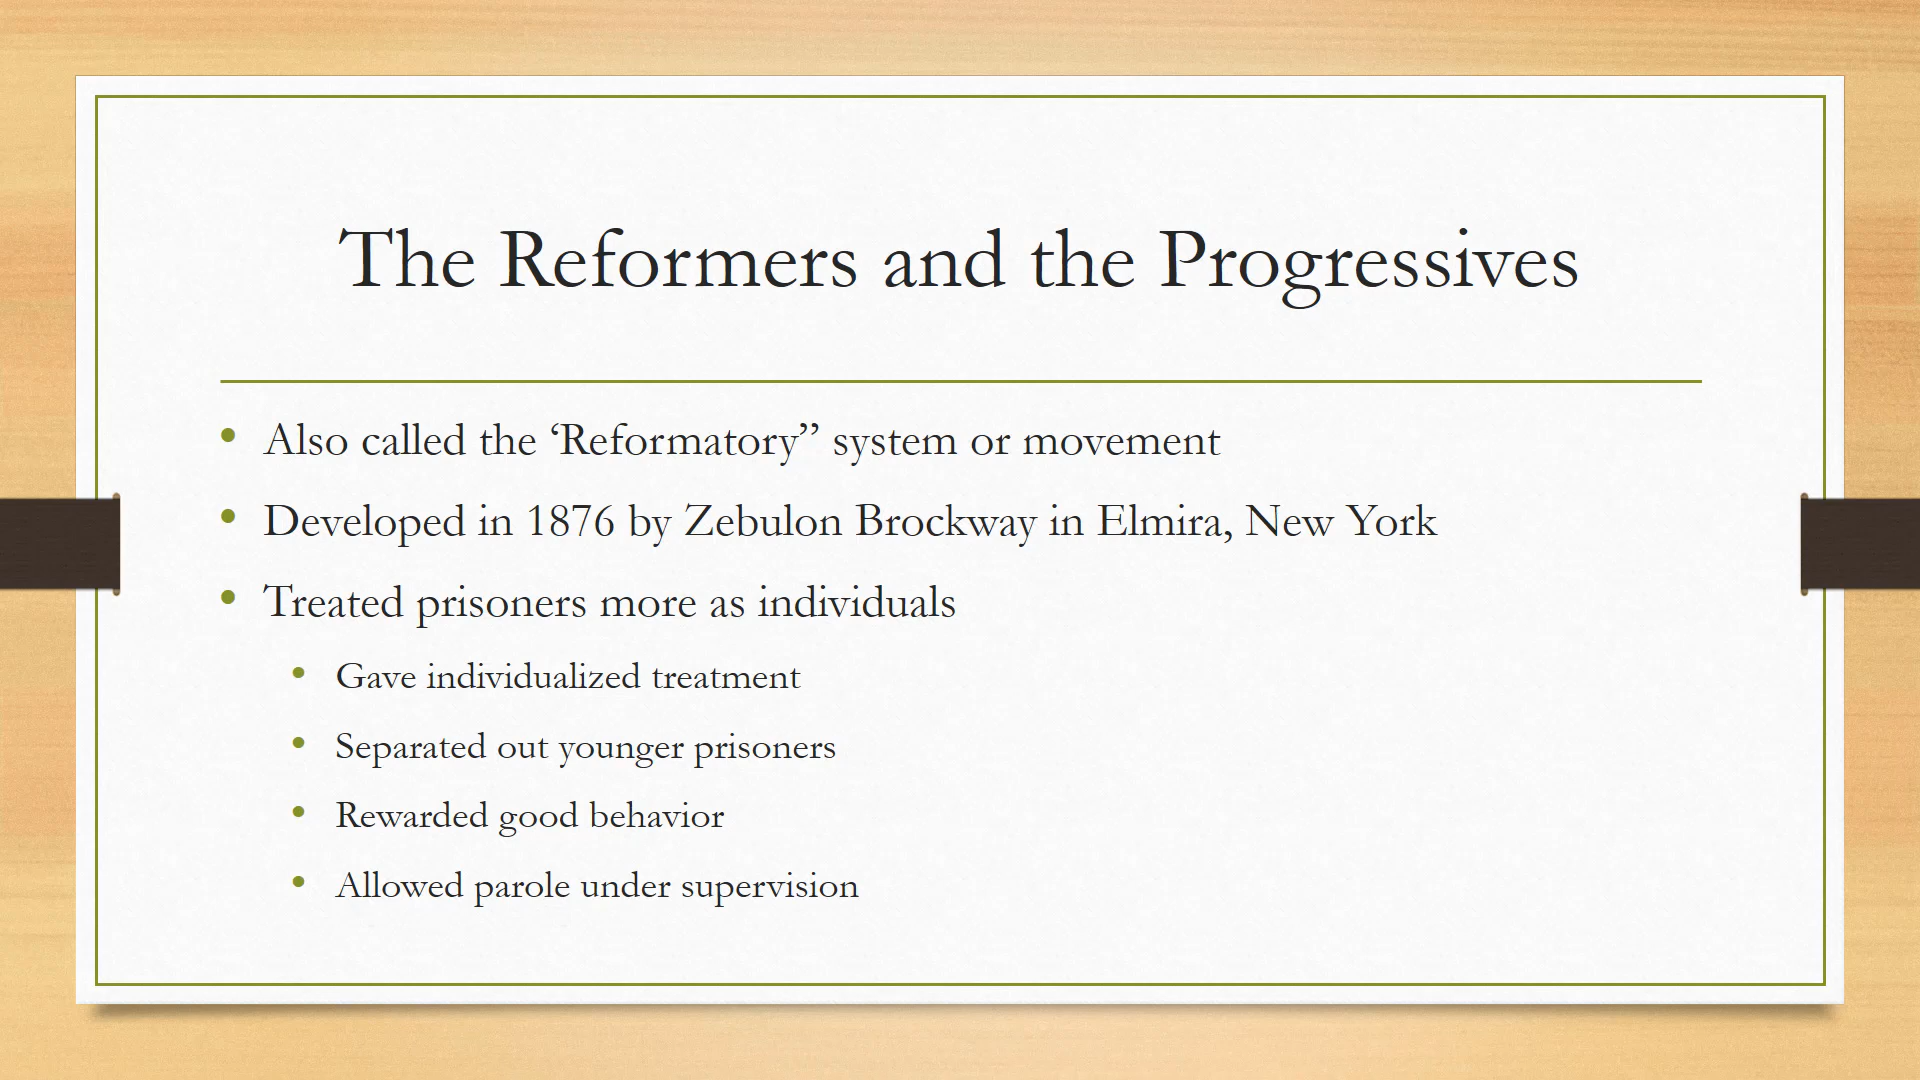 The Reformers and the Progressives
• Also called the ‘Reformatory’’ system or movement
• Developed in 1876 by Zebulon Brockway in Elmira, New York
• Treated prisoners more as individuals
• Gave individualized treatment
• Separated out younger prisoners
• Rewarded good behavior
• Allowed parole under supervision